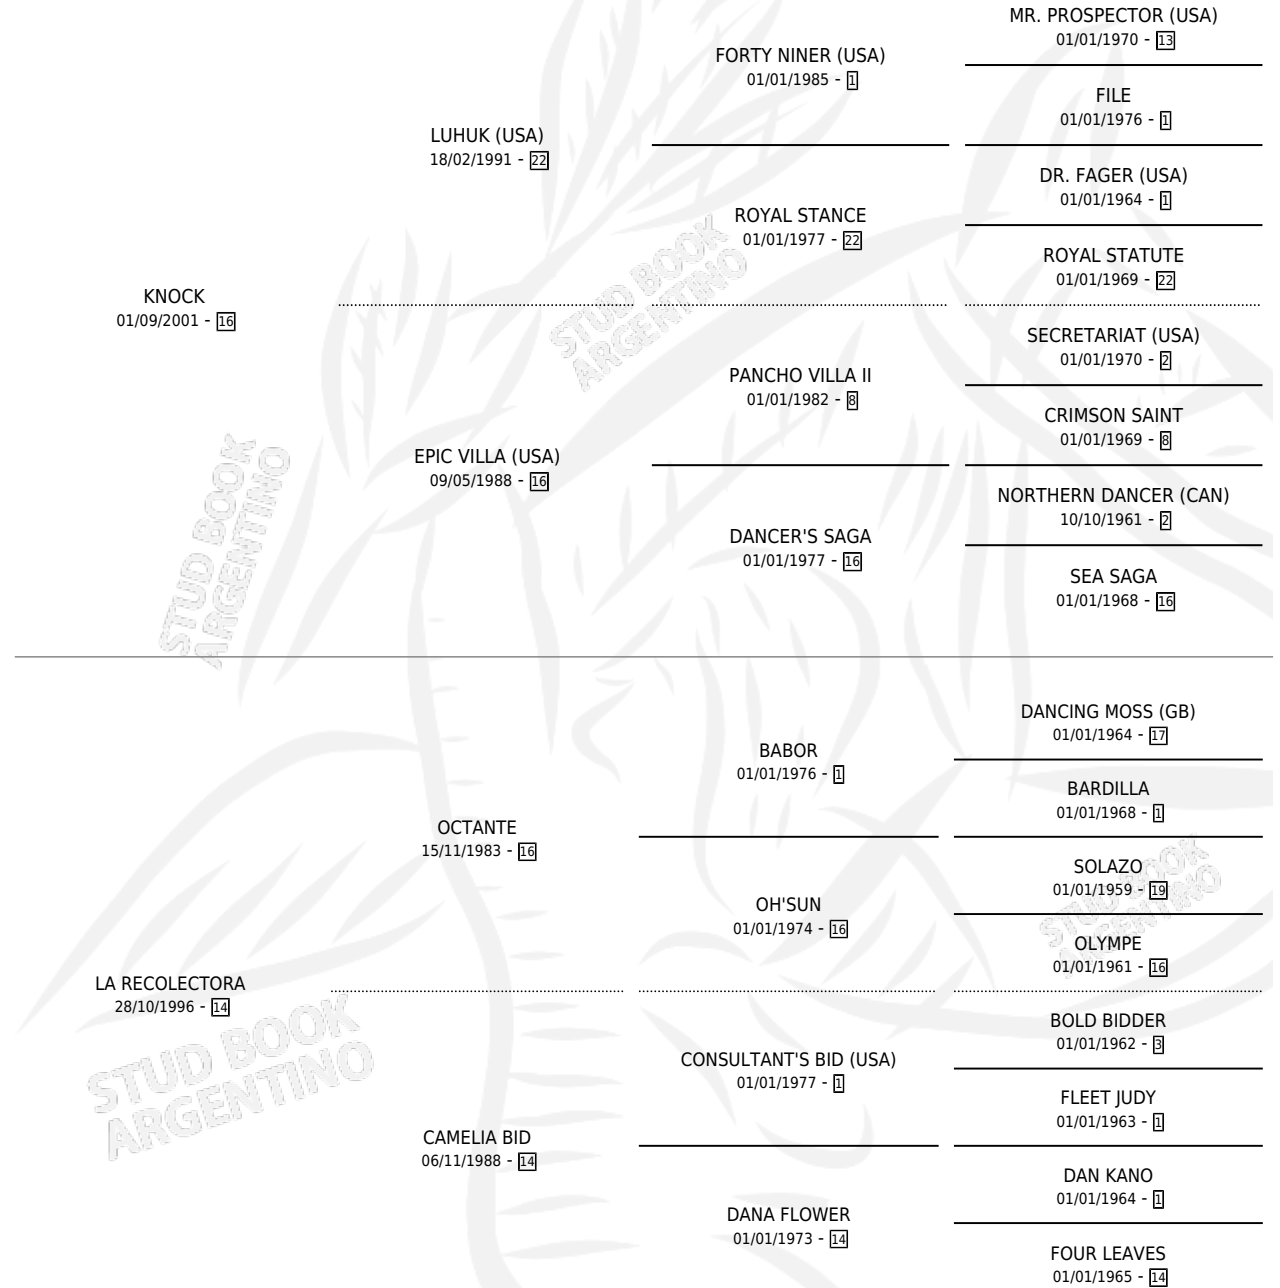 MR. PROSPECTOR (USA)
01/01/1970 - 13
FORTY NINER (USA)
01/01/1985 - 1
FILE
01/01/1976 - 1
LUHUK (USA)
18/02/1991 - 22
DR. FAGER (USA)
01/01/1964 - 1
ROYAL STANCE
01/01/1977 - 22
ROYAL STATUTE
01/01/1969 - 22
KNOCK
01/09/2001 - 16
STUD BOOK
ARGENTINO
SECRETARIAT (USA)
01/01/1970 - 2
PANCHO VILLA II
01/01/1982 - 8
CRIMSON SAINT
01/01/1969 - 8
EPIC VILLA (USA)
09/05/1988 - 16
NORTHERN DANCER (CAN)
10/10/1961 - 2
DANCER'S SAGA
01/01/1977 - 16
SEA SAGA
01/01/1968 - 16
STUD BOOK
ARGENTINO
DANCING MOSS (GB)
01/01/1964 - 17
BABOR
01/01/1976 - 1
BARDILLA
01/01/1968 - 1
OCTANTE
15/11/1983 - 16
SOLAZO
01/01/1959 - 19
OH'SUN
01/01/1974 - 16
OLYMPE
01/01/1961 - 16
STUD BOOK
ARGENTINO
LA RECOLECTORA
28/10/1996 - 14
BOLD BIDDER
01/01/1962 - 3
CONSULTANT'S BID (USA)
01/01/1977 - 1
FLEET JUDY
01/01/1963 - 1
STUD BOOK
ARGENTINO
CAMELIA BID
06/11/1988 - 14
DAN KANO
01/01/1964 - 1
DANA FLOWER
01/01/1973 - 14
FOUR LEAVES
01/01/1965 - 14